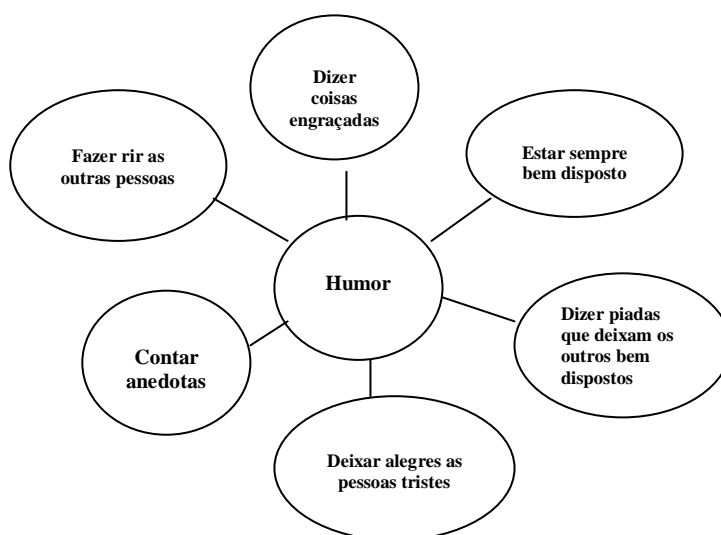 Dizer
coisas
engraçadas
Fazer rir as
outras pessoas
Estar sempre
bem disposto
Humor
Dizer piadas
que deixam os
outros bem
dispostos
Contar
anedotas
Deixar alegres as
pessoas tristes